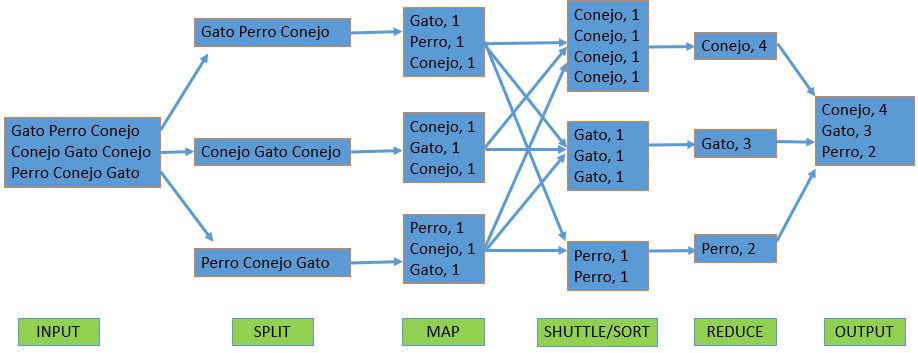 Gato Perro Conejo
Conejo Gato Conejo
Perro Conejo Gato
Gato Perro Conejo
Conejo Gato Conejo
Perro Conejo Gato
Gato, 1
Perro, 1
Conejo, 1
Conejo, 1
Gato, 1
Conejo, 1
Perro, 1
Conejo, 1
Gato, 1
Conejo, 1
Conejo, 1
Conejo, 1
Conejo, 1
Gato, 1
Gato, 1
Gato, 1
Perro, 1
Perro, 1
Conejo, 4
Gato, 3
Perro, 2
Conejo, 4
Gato, 3
Perro, 2
INPUT
SPLIT
MAP
SHUTTLE/SORT
REDUCE
OUTPUT